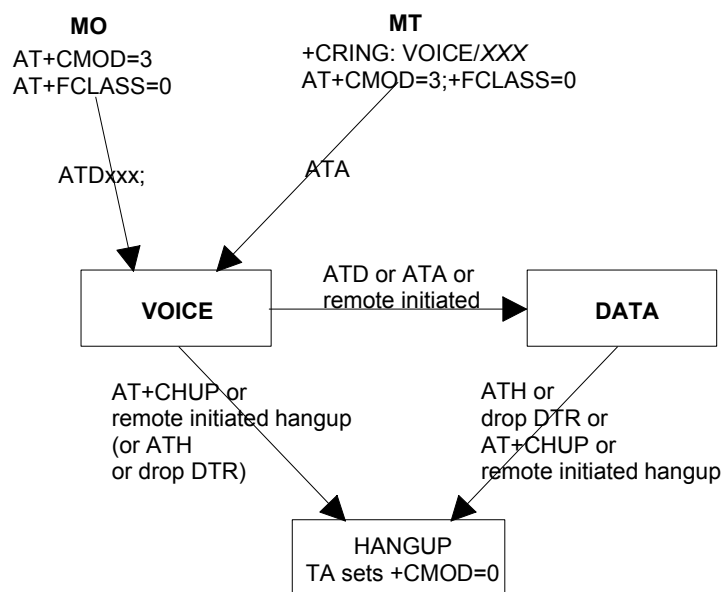 MO
AT+CMOD=3
AT+FCLASS=0
MT
+CRING: VOICE/XXX
AT+CMOD=3;+FCLASS=0
ATDxxx;
ATA
VOICE
ATD or ATA or
remote initiated
DATA
AT+CHUP or
remote initiated hangup
(or ATH
or drop DTR)
ATH or
drop DTR or
AT+CHUP or
remote initiated hangup
HANGUP
TA sets +CMOD=0